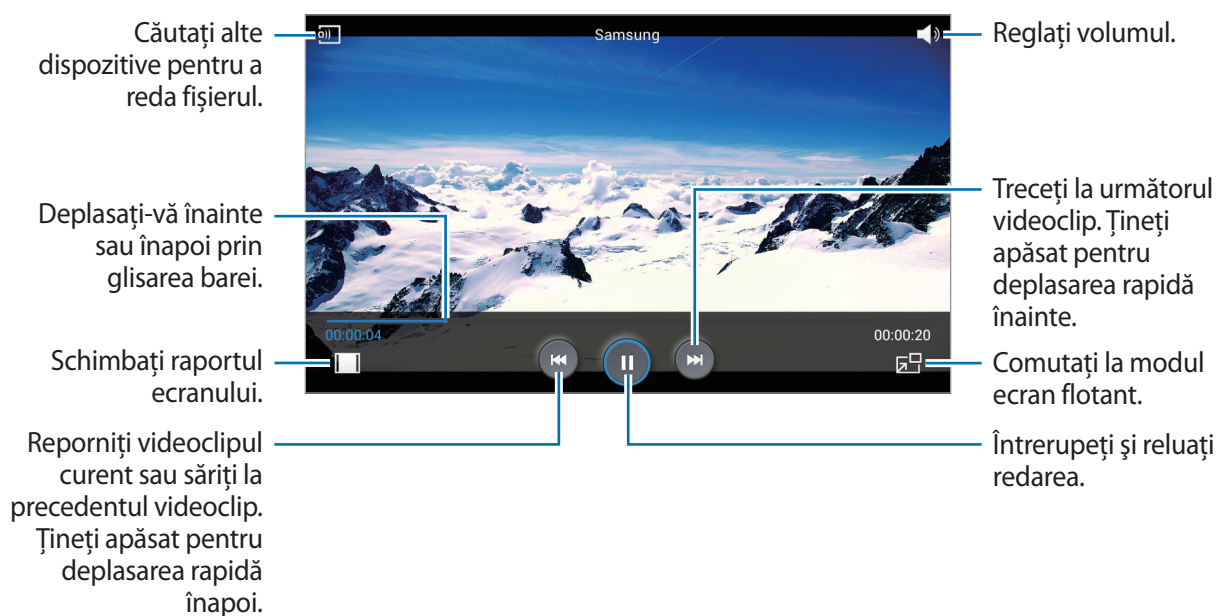 Căutați alte
dispozitive pentru a
reda fişierul.
Samsung
Reglați volumul.
Deplasați-vă înainte
sau înapoi prin
glisarea barei.
Treceți la următorul
videoclip. Țineți
apăsat pentru
deplasarea rapidă
înainte.
00:00:04
00:00:20
Schimbați raportul
ecranului.
Comutați la modul
ecran flotant.
Reporniți videoclipul
curent sau săriți la
precedentul videoclip.
Țineți apăsat pentru
deplasarea rapidă
înapoi.
Întrerupeți şi reluați
redarea.